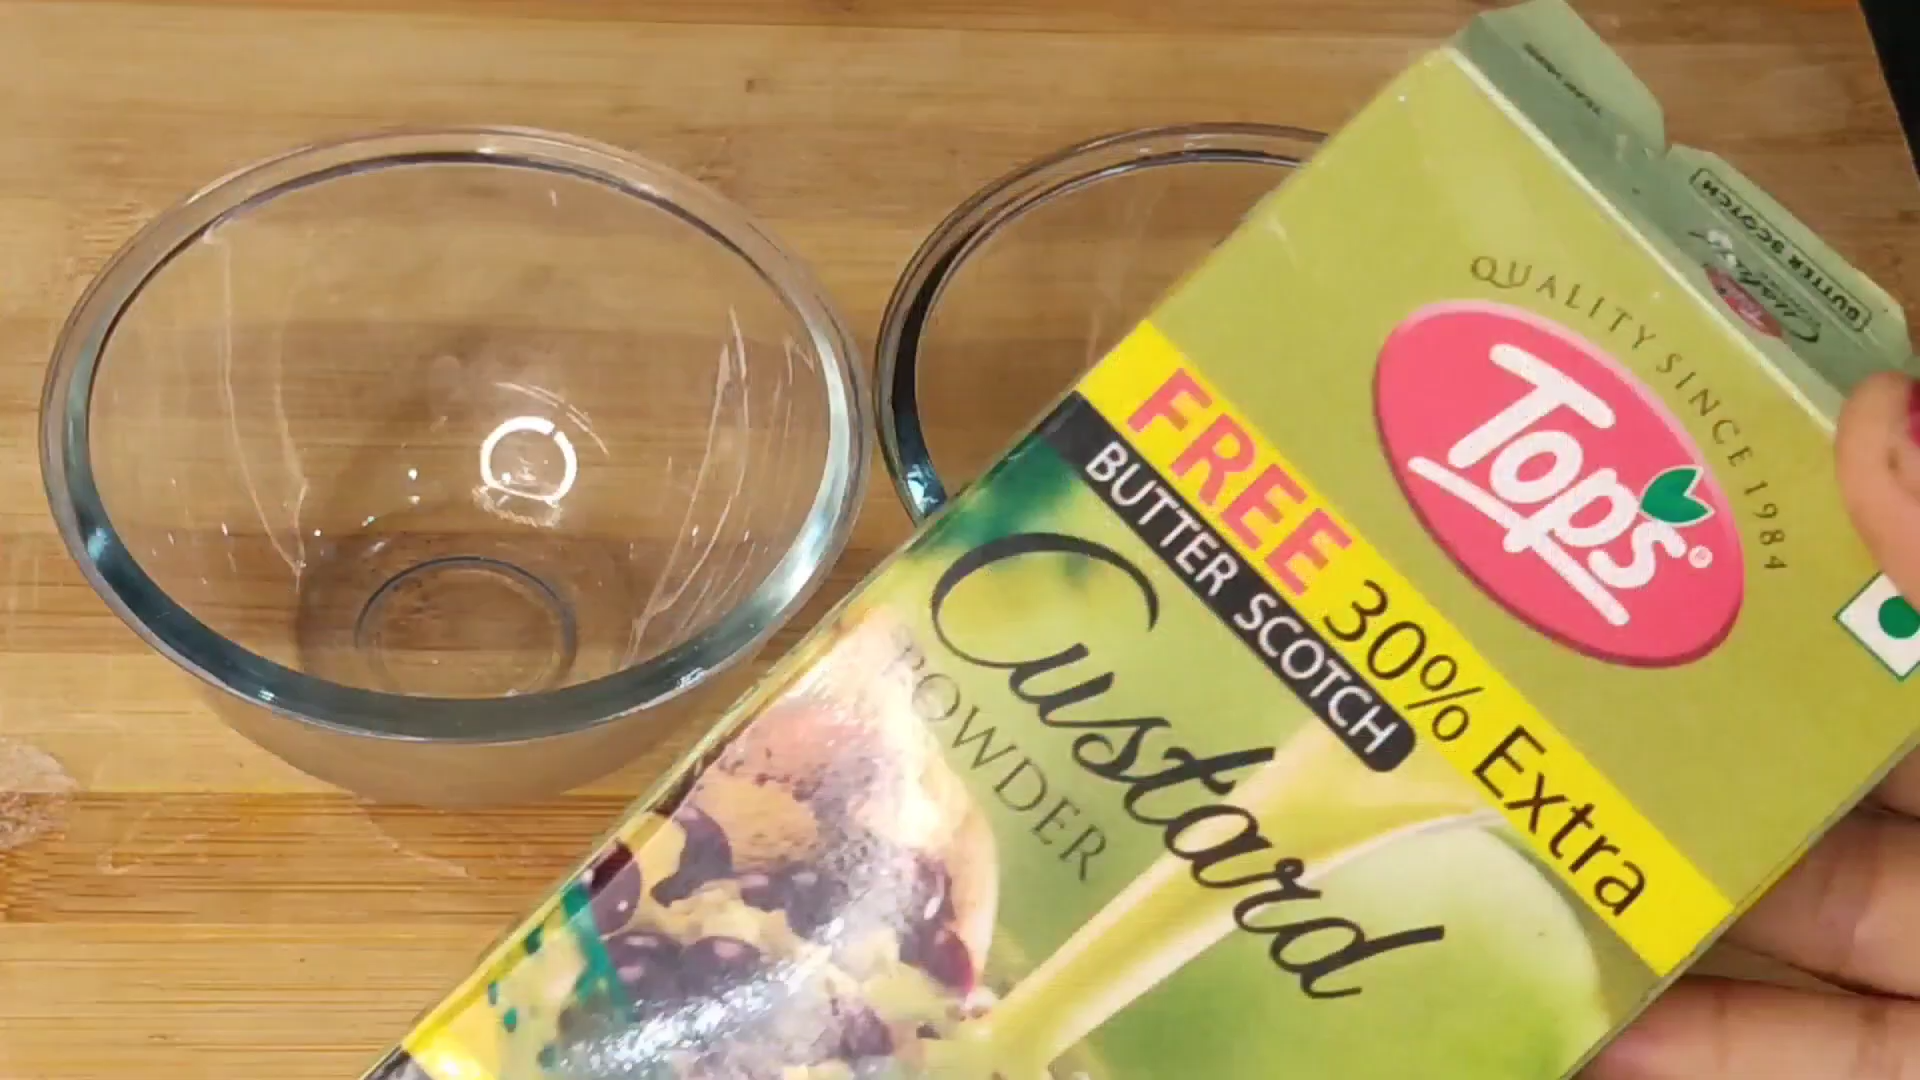 BUTTER SCOTCH
QUALITY SINCE 1984
Tops
FREE 30% Extra
BUTTER SCOTCH
Custard
POWDER